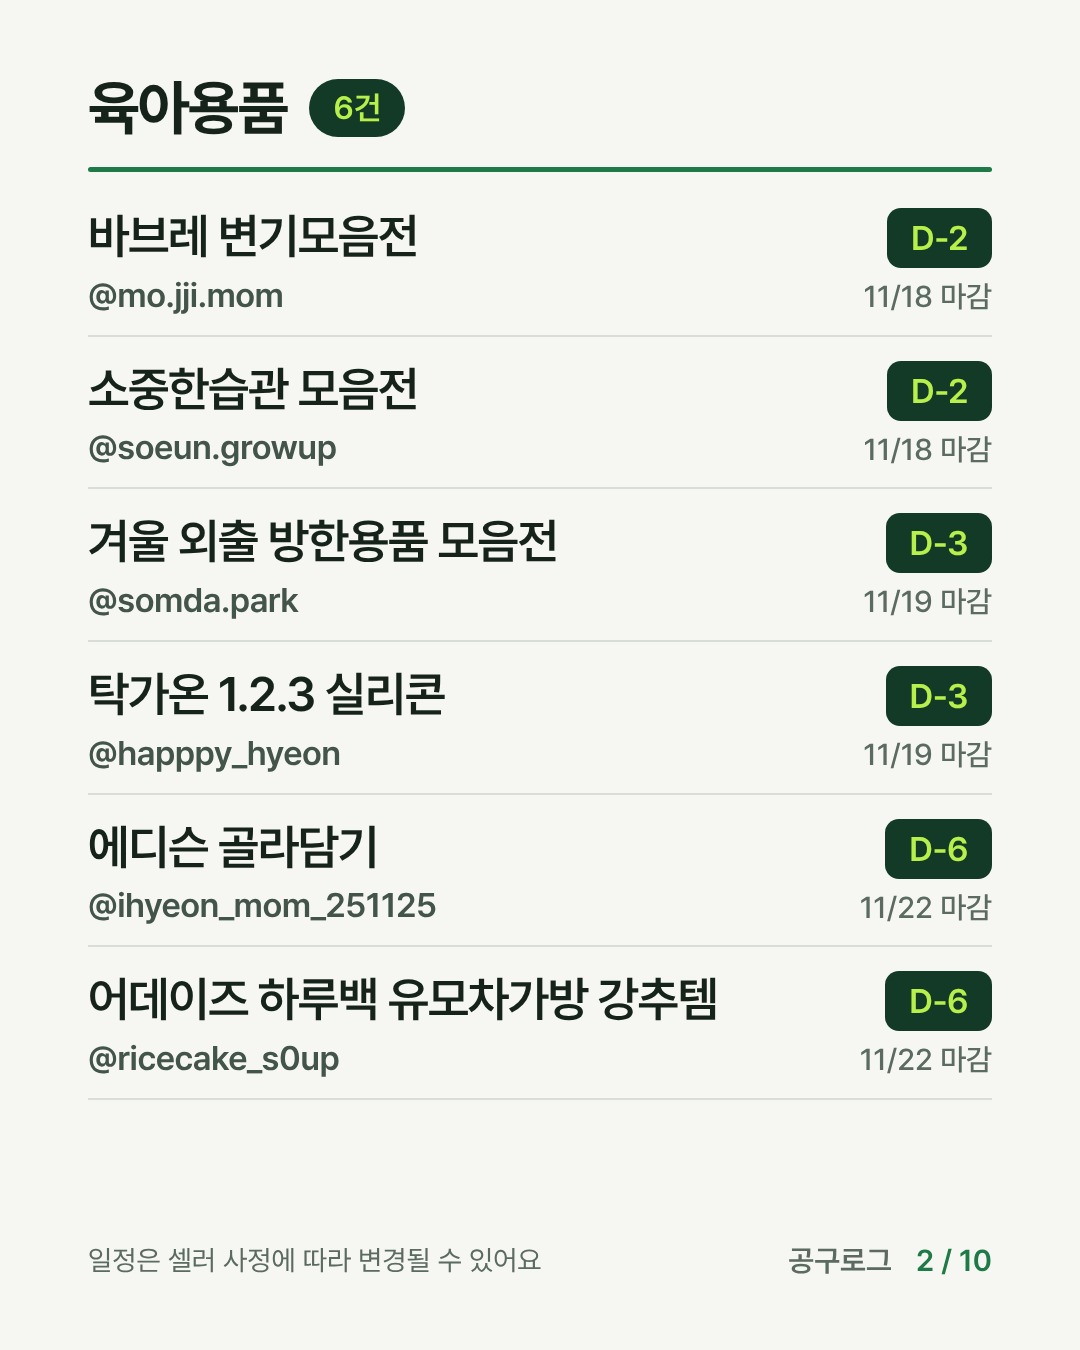 육아용품 6건
바브레 변기모음전 D-2
@mo.jji.mom 11/18 마감
소중한습관 모음전 D-2
@soeun.growup 11/18 마감
겨울 외출 방한용품 모음전 D-3
@somda.park 11/19 마감
탁가온 1.2.3 실리콘 D-3
@happpy_hyeon 11/19 마감
에디슨 골라담기 D-6
@ihyeon_mom_251125 11/22 마감
어데이즈 하루백 유모차가방 강추템 D-6
@ricecake_s0up 11/22 마감
일정은 셀러 사정에 따라 변경될 수 있어요 공구로그 2 / 10